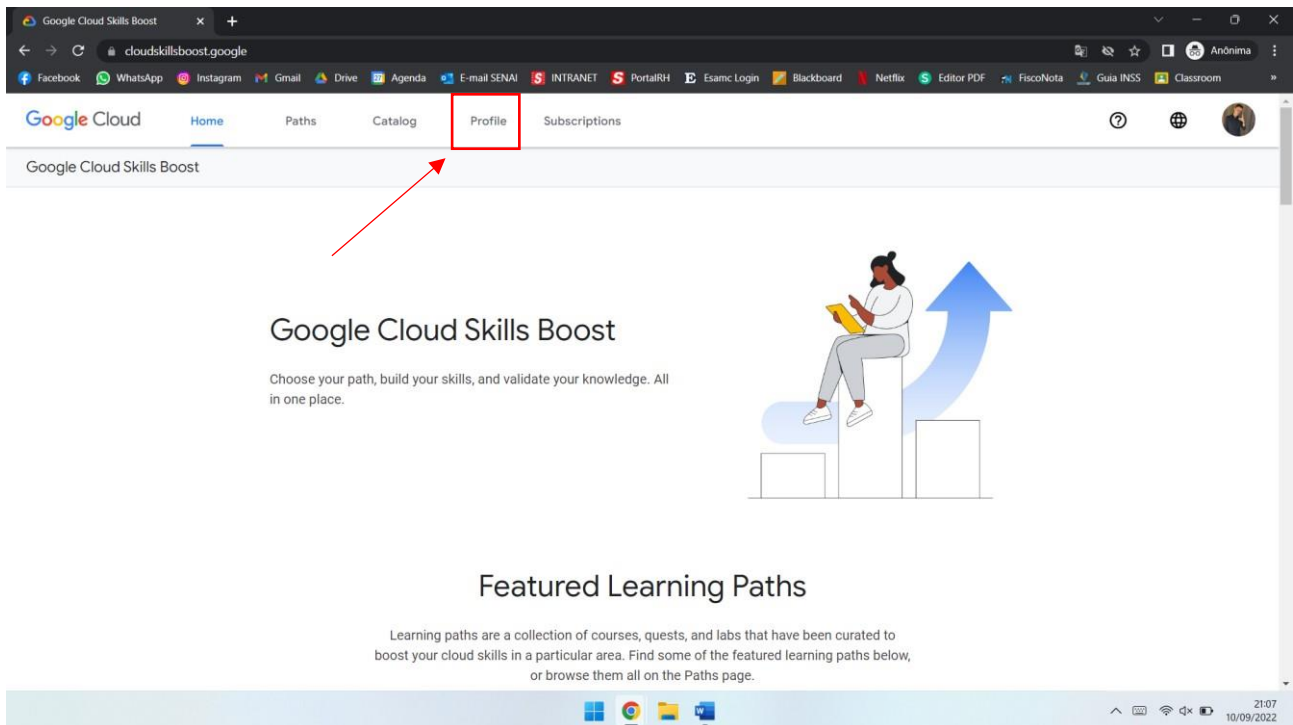 Google Cloud Skills Boost
cloudskillsboost.google
Anônima
Facebook WhatsApp Instagram Gmail Drive Agenda E-mail SENAI INTRANET PortalRH Esamc Login Blackboard Netflix Editor PDF FiscoNota Guia INSS Classroom »
Google Cloud Home Paths Catalog Profile Subscriptions
Google Cloud Skills Boost
Google Cloud Skills Boost
Choose your path, build your skills, and validate your knowledge. All
in one place.
Featured Learning Paths
Learning paths are a collection of courses, quests, and labs that have been curated to
boost your cloud skills in a particular area. Find some of the featured learning paths below,
or browse them all on the Paths page.
21:07
10/09/2022